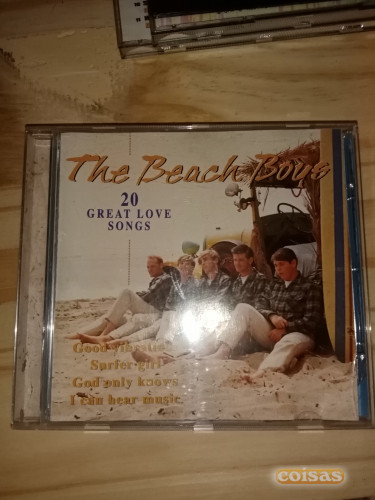 The Beach Boys
20
GREAT LOVE
SONGS
Good vibrations
Surfer girl
God only knows
I can hear music
coisas